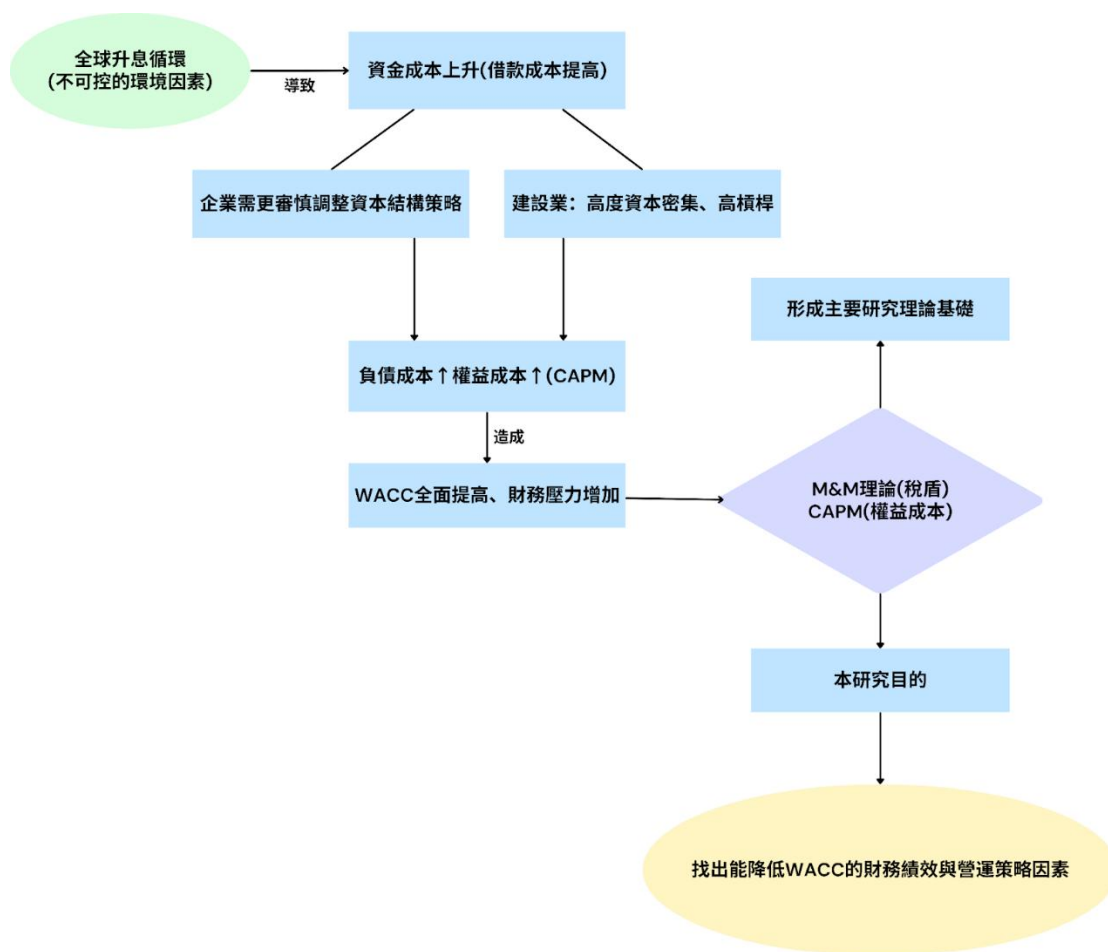 全球升息循環
(不可控的環境因素)
導致
資金成本上升(借款成本提高)
企業需更審慎調整資本結構策略
建設業：高度資本密集、高槓桿
負債成本↑權益成本↑(CAPM)
造成
WACC全面提高、財務壓力增加
形成主要研究理論基礎
M&M理論(稅盾)
CAPM(權益成本)
本研究目的
找出能降低WACC的財務績效與營運策略因素